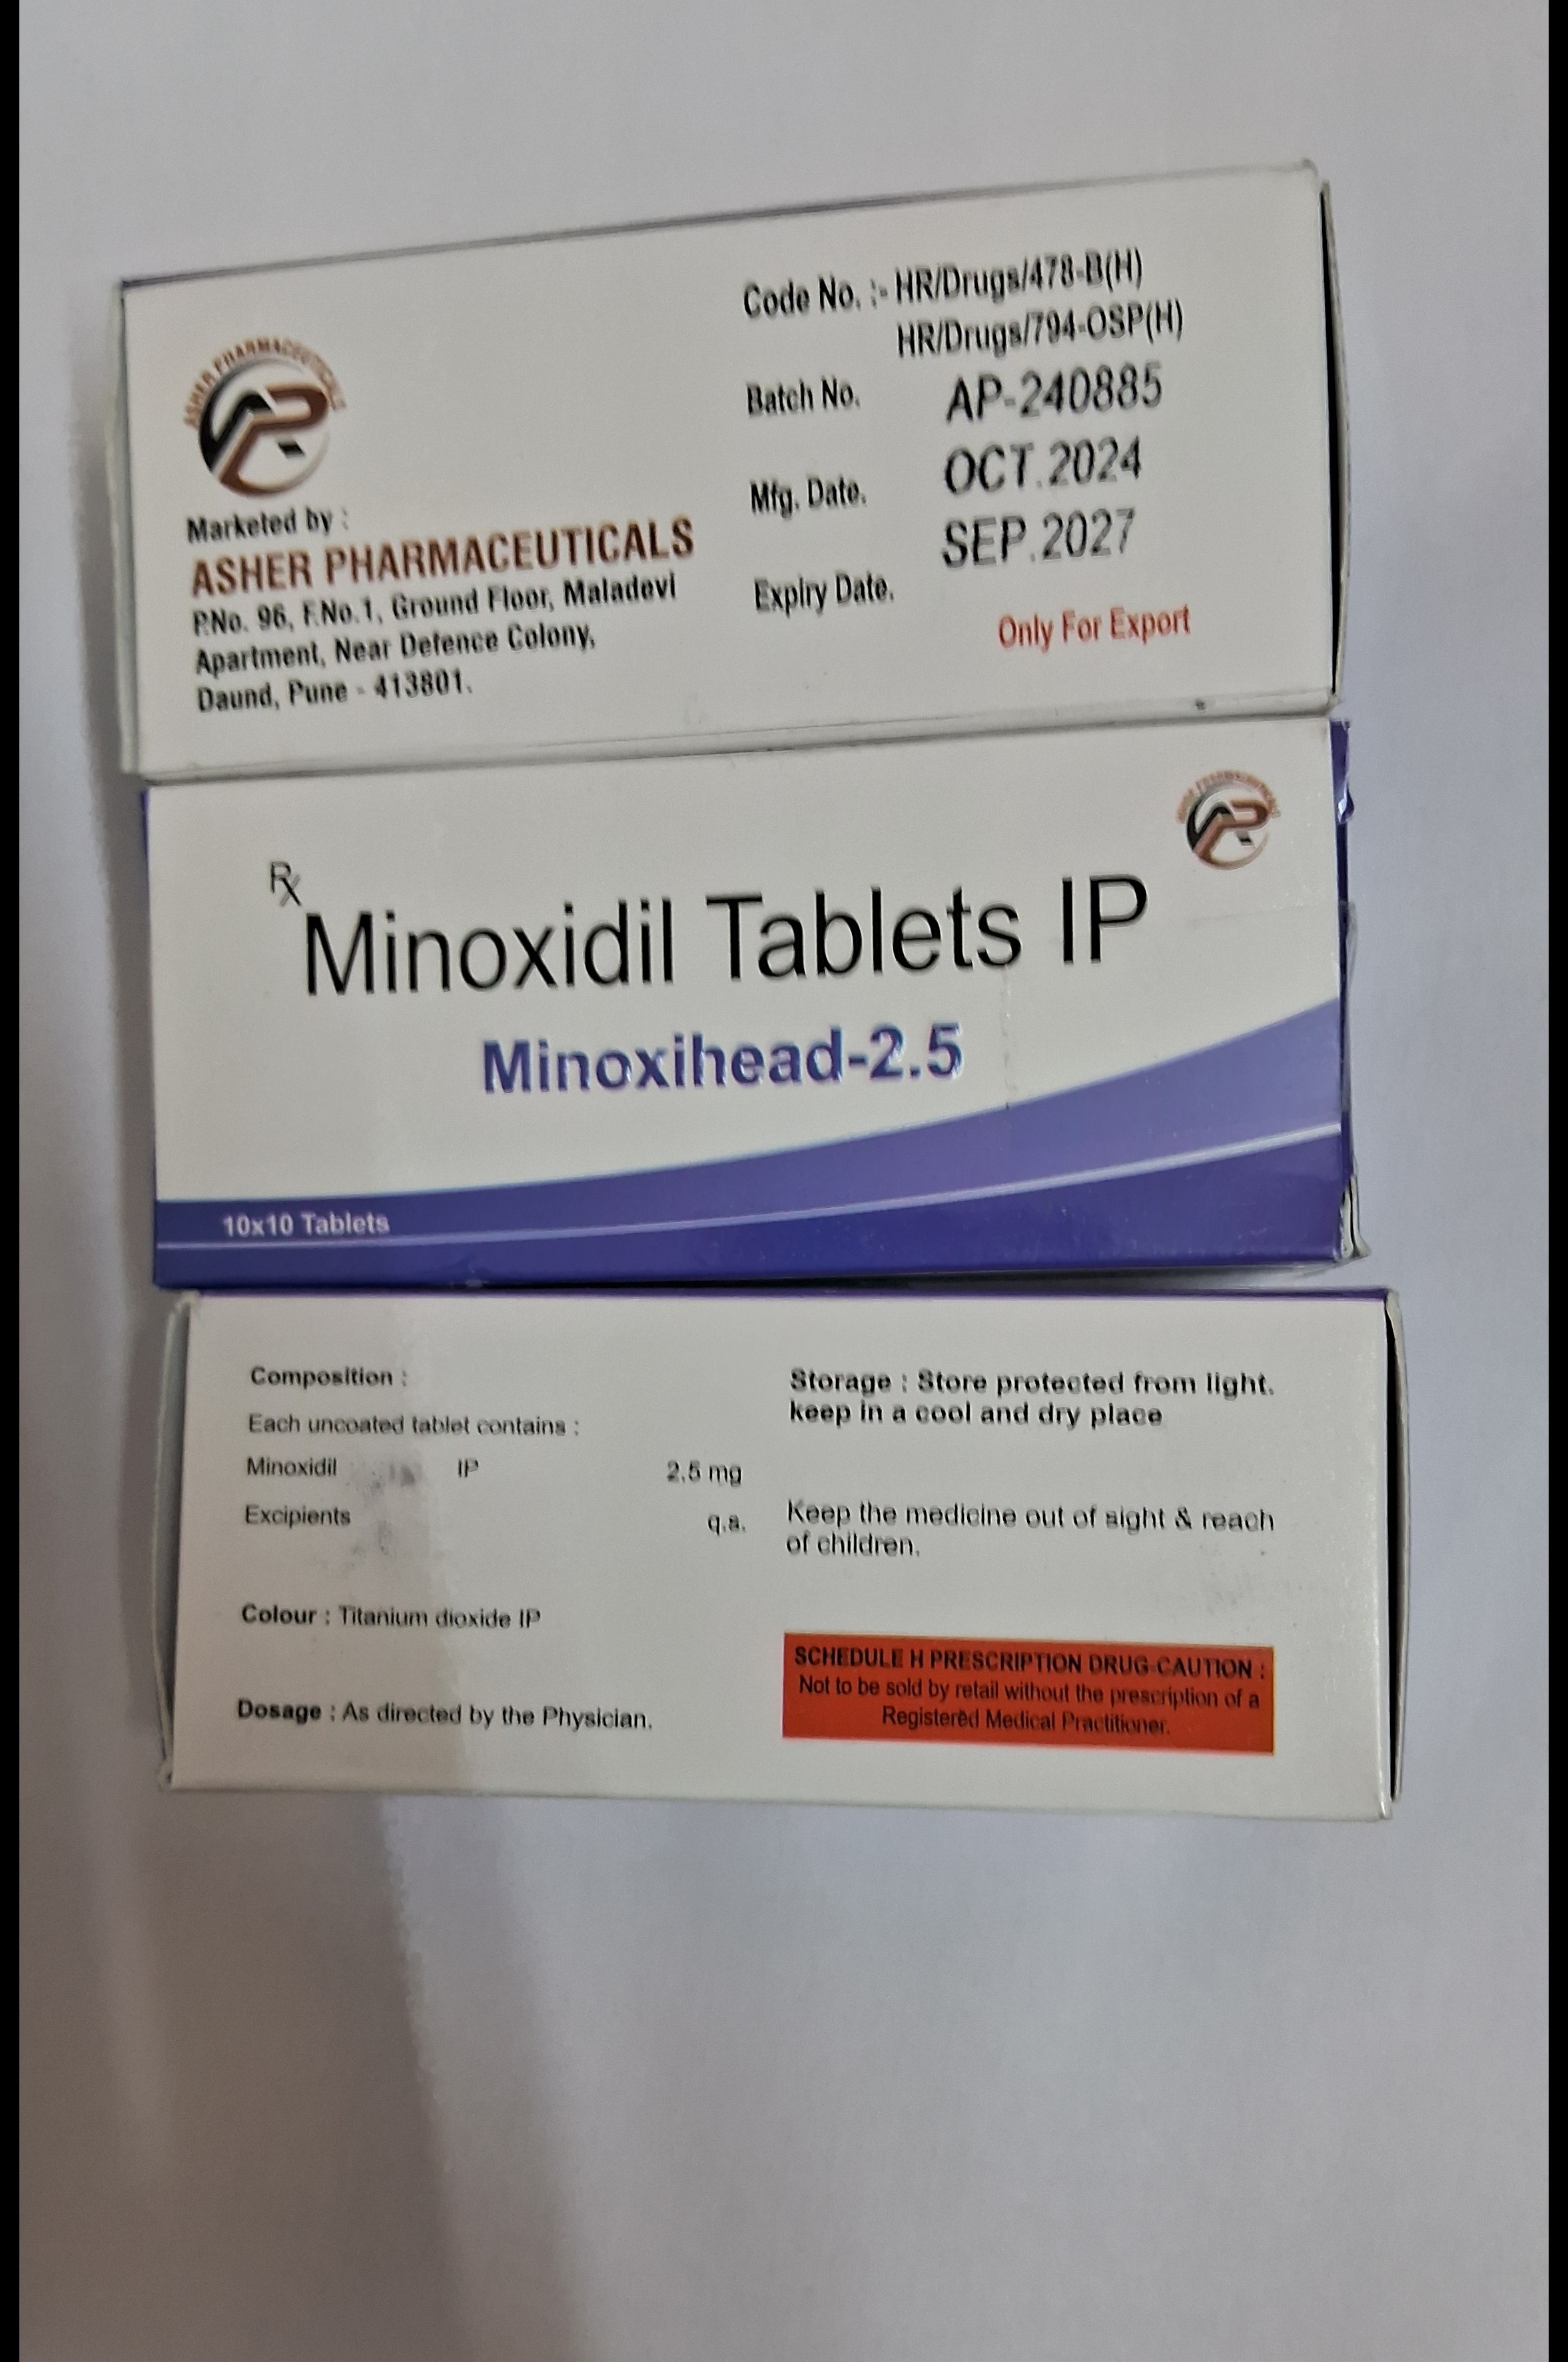 ASHER PHARMACEUTICALS
Marketed by :
ASHER PHARMACEUTICALS
P.No. 96, F.No.1, Ground Floor, Maladevi
Apartment, Near Defence Colony,
Daund, Pune - 413801.
Code No. :- HR/Drugs/478-B(H)
HR/Drugs/794-OSP(H)
Batch No. AP-240885
Mfg. Date. OCT.2024
Expiry Date. SEP.2027
Only For Export
ASHER PHARMACEUTICALS
Rx
Minoxidil Tablets IP
Minoxihead-2.5
10x10 Tablets
Composition :
Each uncoated tablet contains :
Minoxidil IP 2.5 mg
Excipients q.s.
Colour : Titanium dioxide IP
Dosage : As directed by the Physician.
Storage : Store protected from light.
keep in a cool and dry place
Keep the medicine out of sight & reach
of children.
SCHEDULE H PRESCRIPTION DRUG-CAUTION :
Not to be sold by retail without the prescription of a
Registered Medical Practitioner.